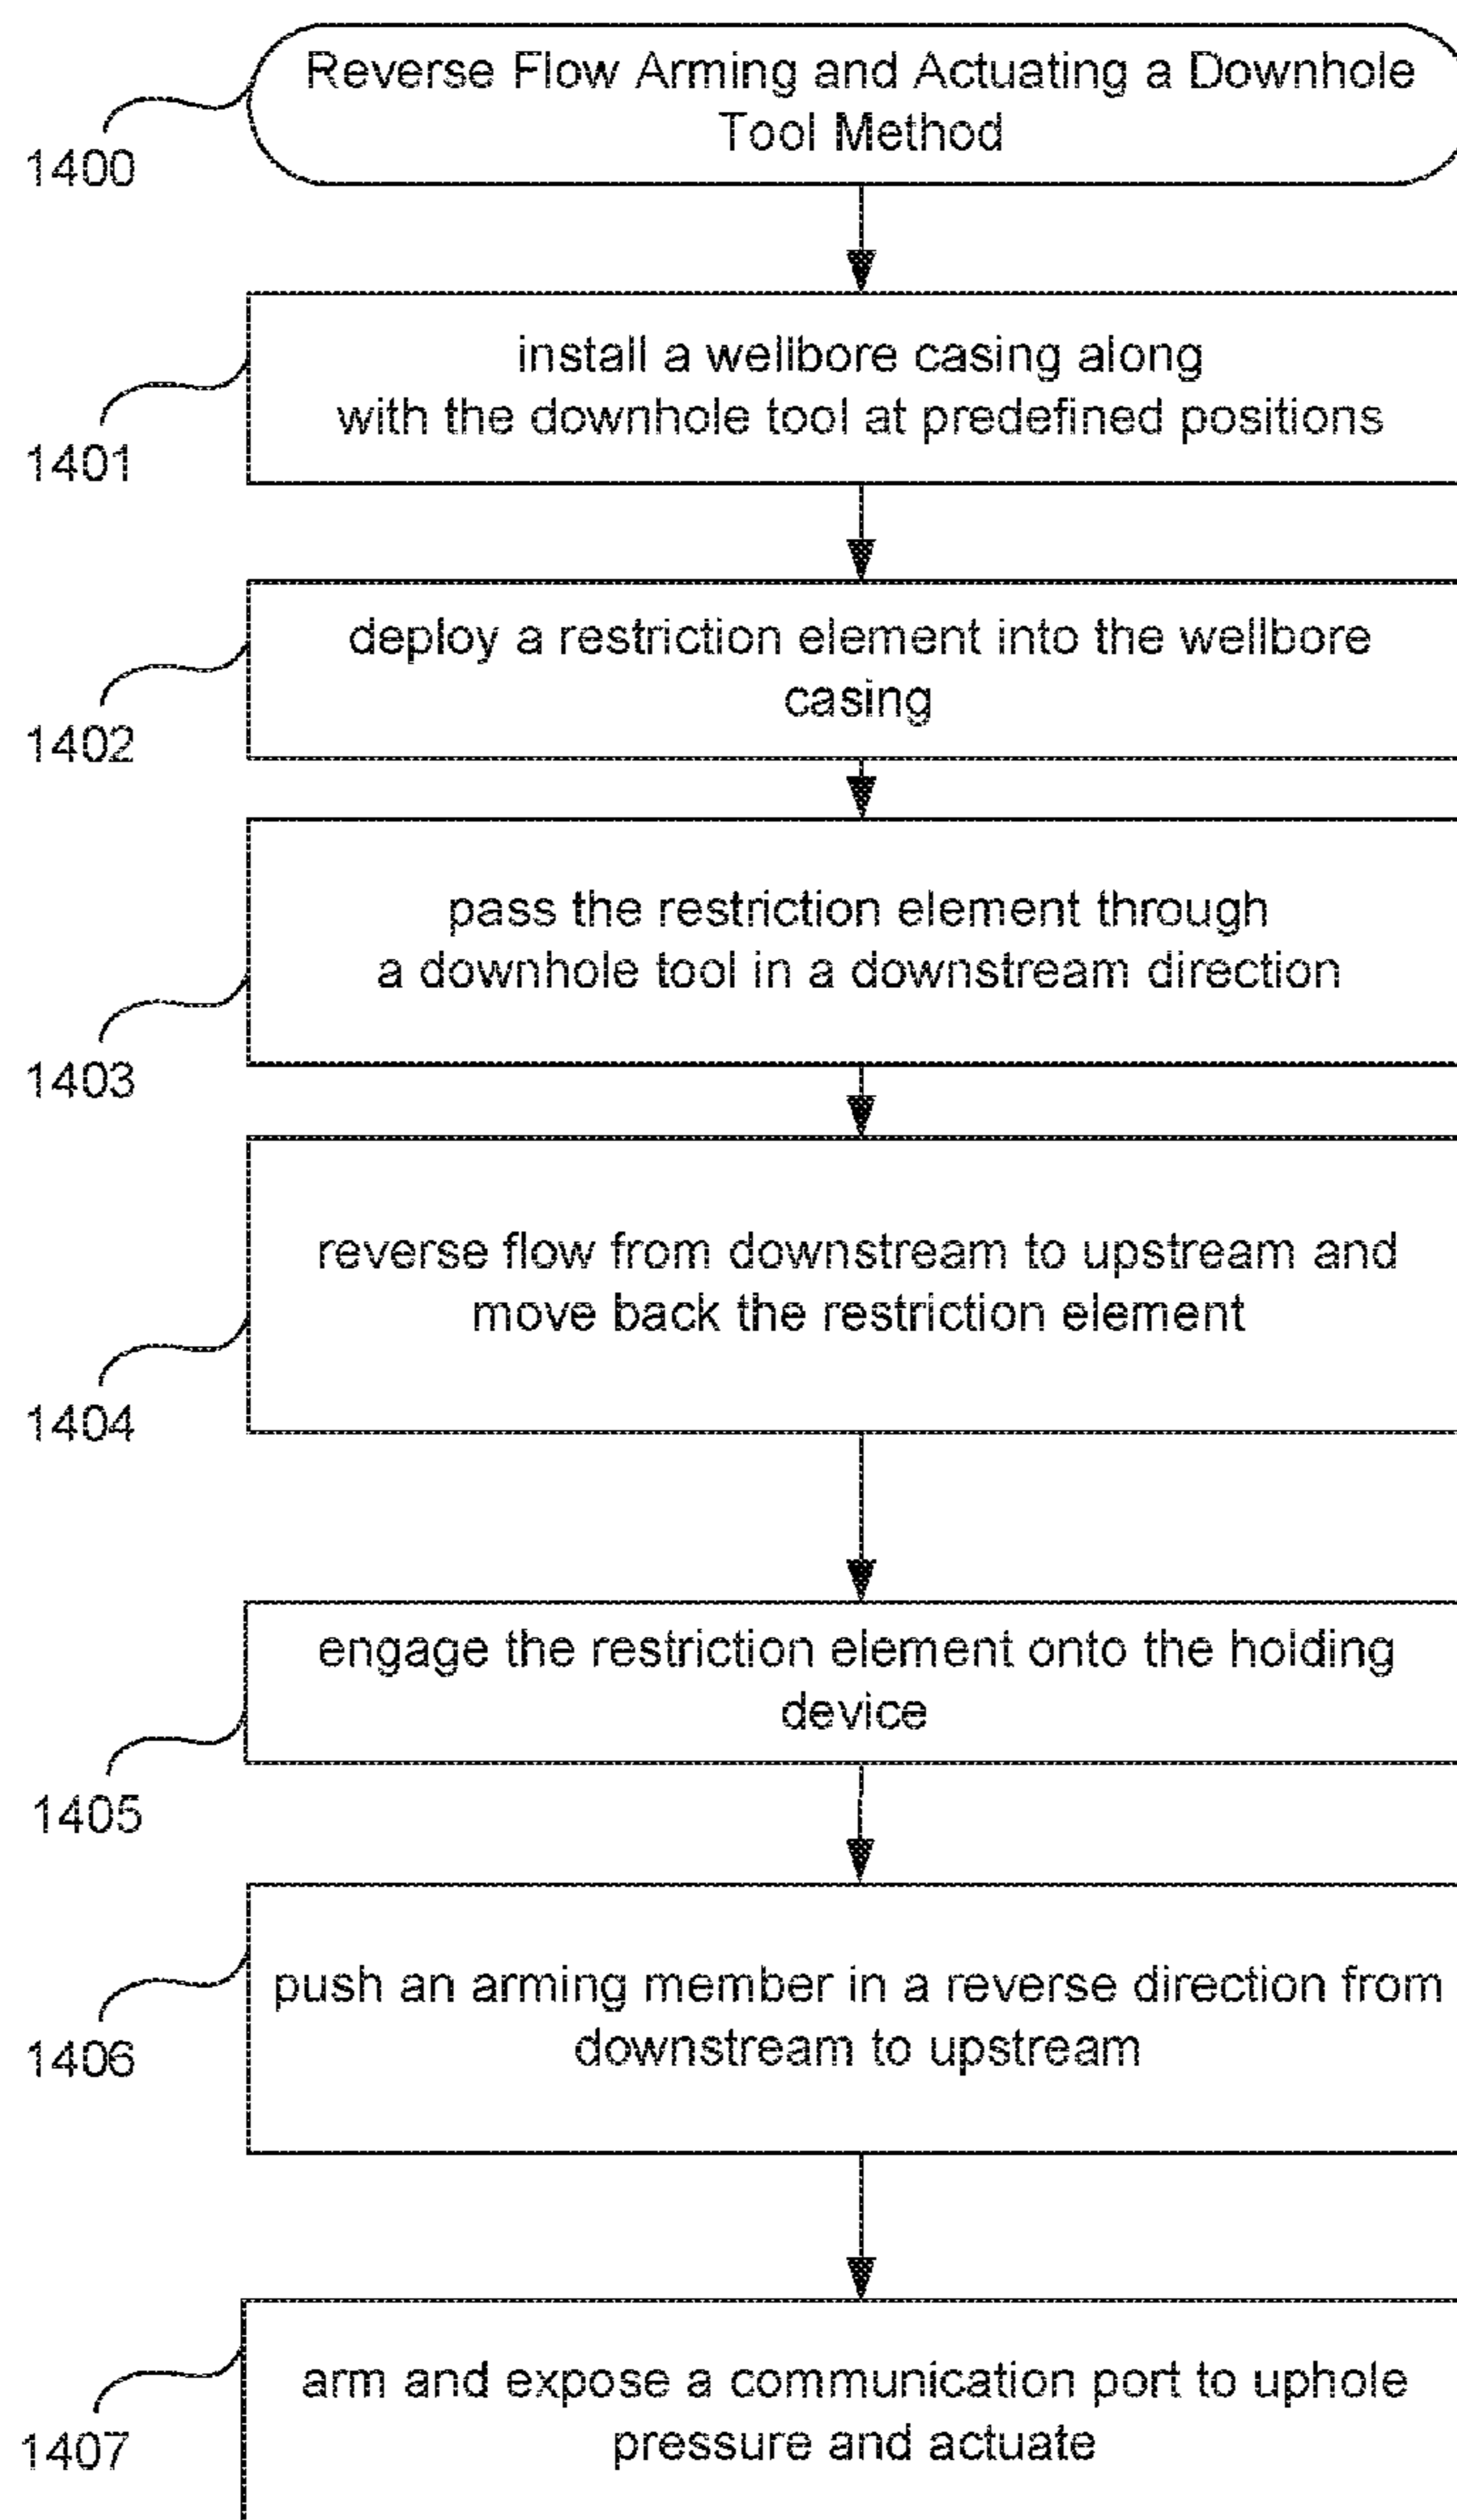 Reverse Flow Arming and Actuating a Downhole
Tool Method
1400
install a wellbore casing along
with the downhole tool at predefined positions
1401
deploy a restriction element into the wellbore
casing
1402
pass the restriction element through
a downhole tool in a downstream direction
1403
reverse flow from downstream to upstream and
move back the restriction element
1404
engage the restriction element onto the holding
device
1405
push an arming member in a reverse direction from
downstream to upstream
1406
arm and expose a communication port to uphole
pressure and actuate
1407